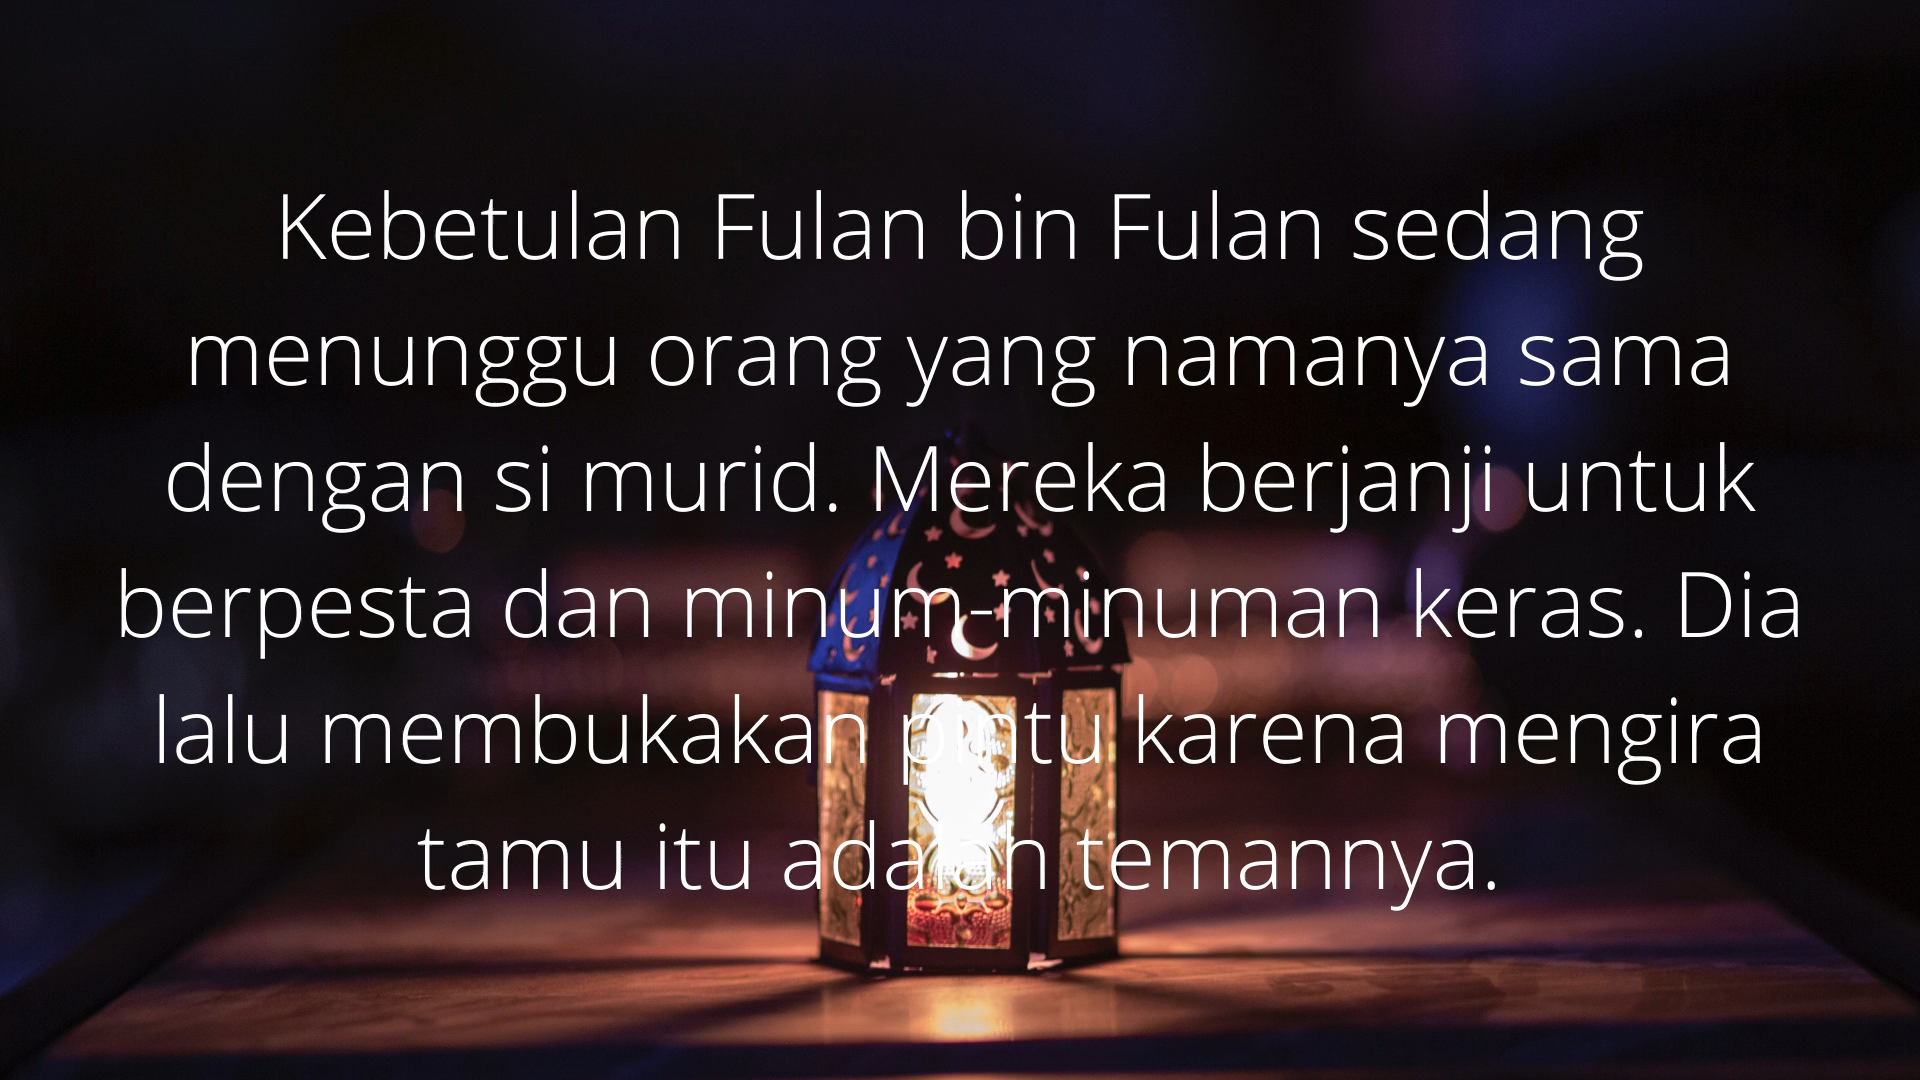 Kebetulan Fulan bin Fulan sedang
menunggu orang yang namanya sama
dengan si murid. Mereka berjanji untuk
berpesta dan minum-minuman keras. Dia
lalu membukakan pintu karena mengira
tamu itu adalah temannya.